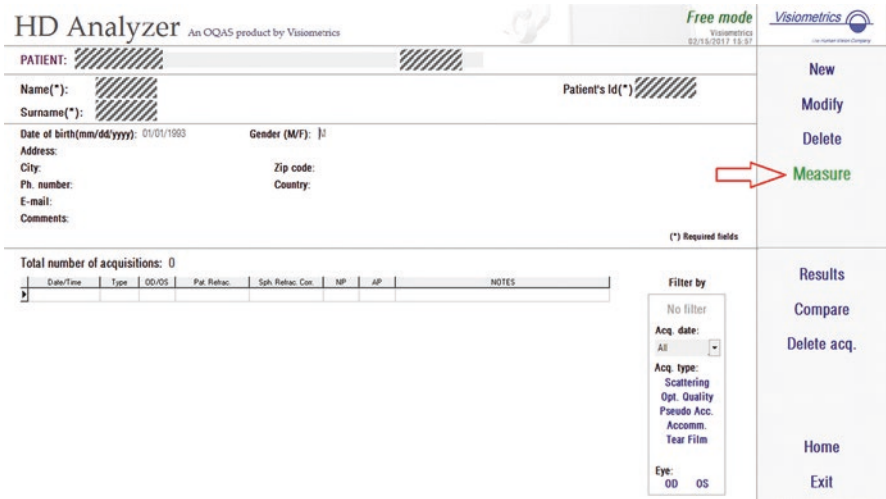 HD Analyzer An OQAS product by Visiometrics
Free mode
Visiometrics
02/15/2017 15:57
Visiometrics
PATIENT:
Name(*):
Patient's Id(*)
Surname(*):
Date of birth(mm/dd/yyyy): 01/01/1993 Gender (M/F): M
Address:
City: Zip code:
Ph. number: Country:
E-mail:
Comments:
(*) Required fields
New
Modify
Delete
Measure
Total number of acquisitions: 0
Date/Time Type OD/OS Pat. Refrac. Sph. Refrac. Corr. NP AP NOTES
Filter by
No filter
Acq. date:
All
Acq. type:
Scattering
Opt. Quality
Pseudo Acc.
Accomm.
Tear Film
Eye:
OD OS
Results
Compare
Delete acq.
Home
Exit